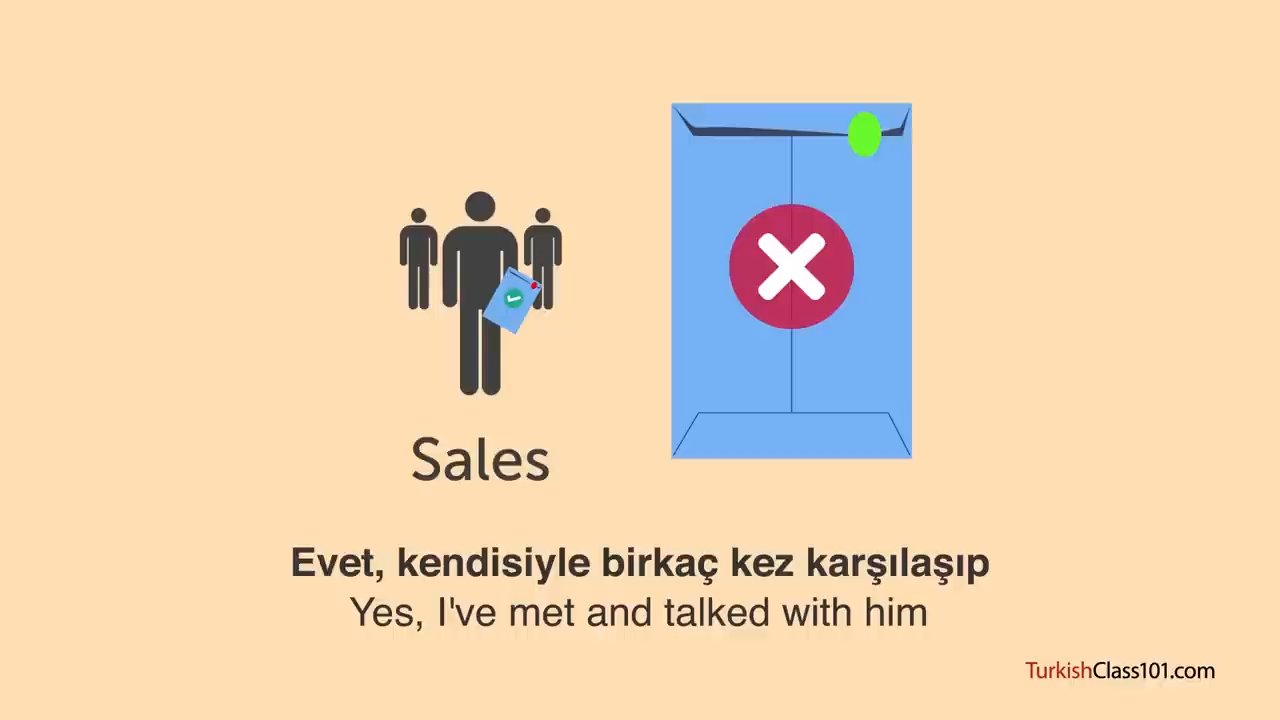 Sales
Evet, kendisiyle birkaç kez karşılaşıp
Yes, I've met and talked with him
TurkishClass101.com